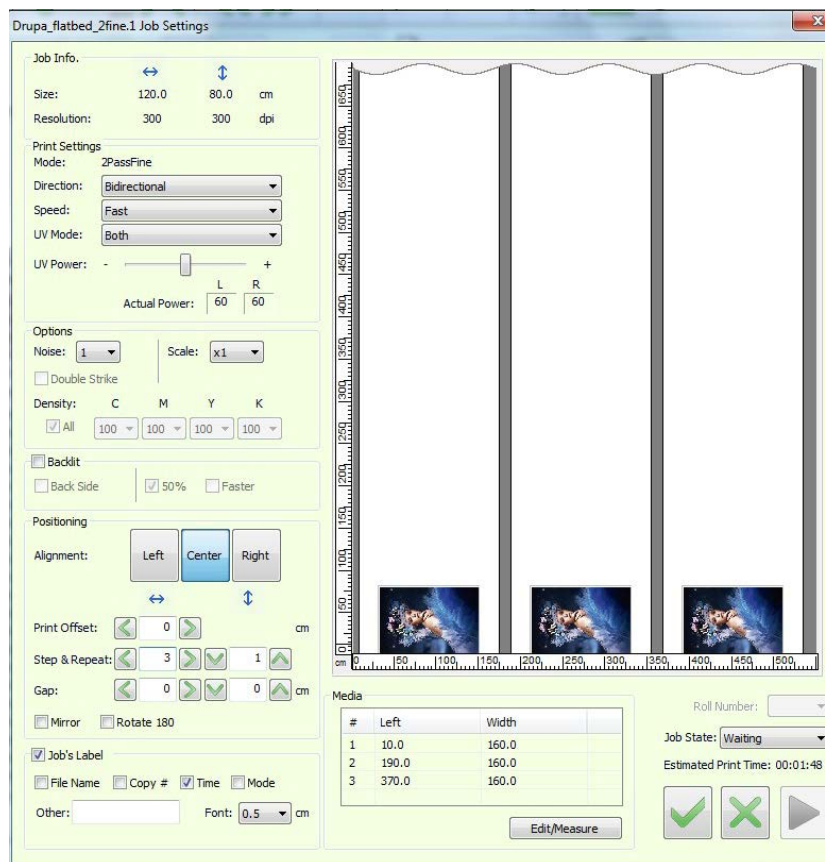 Drupa_flatbed_2fine.1 Job Settings
Job Info.
Size: 120.0 80.0 cm
Resolution: 300 300 dpi
Print Settings
Mode: 2PassFine
Direction: Bidirectional
Speed: Fast
UV Mode: Both
UV Power: - +
L R
Actual Power: 60 60
Options
Noise: 1 Scale: x1
Double Strike
Density: C M Y K
All 100 100 100 100
Backlit
Back Side 50% Faster
Positioning
Alignment: Left Center Right
Print Offset: 0 cm
Step & Repeat: 3 1
Gap: 0 0 cm
Mirror Rotate 180
Job's Label
File Name Copy # Time Mode
Other: Font: 0.5 cm
650
600
550
500
450
400
350
300
250
200
150
100
50
0
cm 0 50 100 150 200 250 300 350 400 450 500
Media
# Left Width
1 10.0 160.0
2 190.0 160.0
3 370.0 160.0
Edit/Measure
Roll Number:
Job State: Waiting
Estimated Print Time: 00:01:48